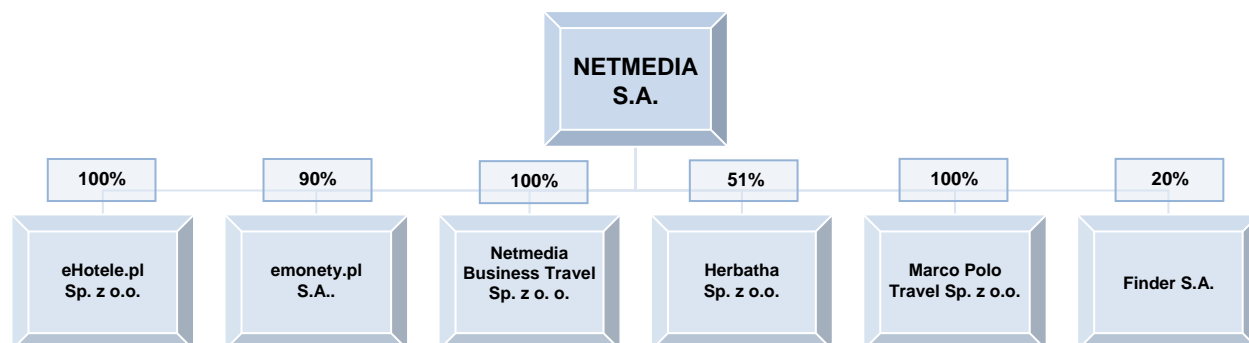 NETMEDIA
S.A.
100%
90%
100%
51%
100%
20%
eHotele.pl
Sp. z o.o.
emonety.pl
S.A..
Netmedia
Business Travel
Sp. z o. o.
Herbatha
Sp. z o.o.
Marco Polo
Travel Sp. z o.o.
Finder S.A.